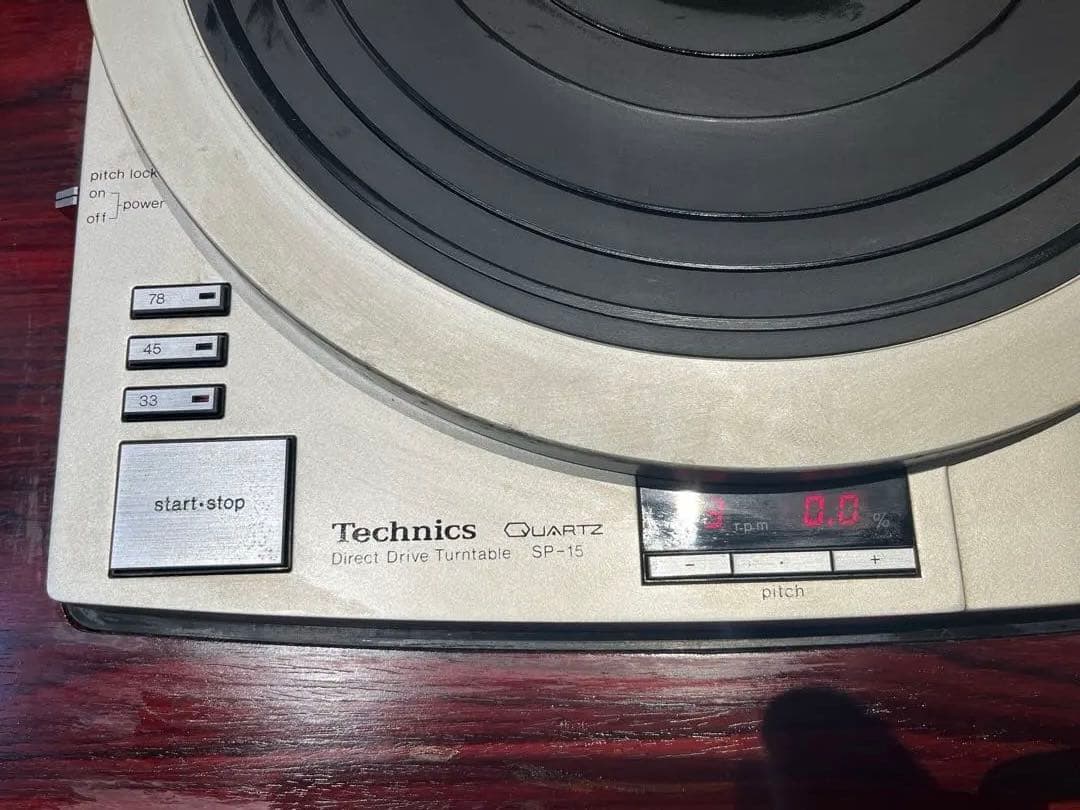 pitch lock
on
off
power
78
45
33
start•stop
Technics QUARTZ
Direct Drive Turntable SP-15
3 r.p.m 0.0 %
− · +
pitch